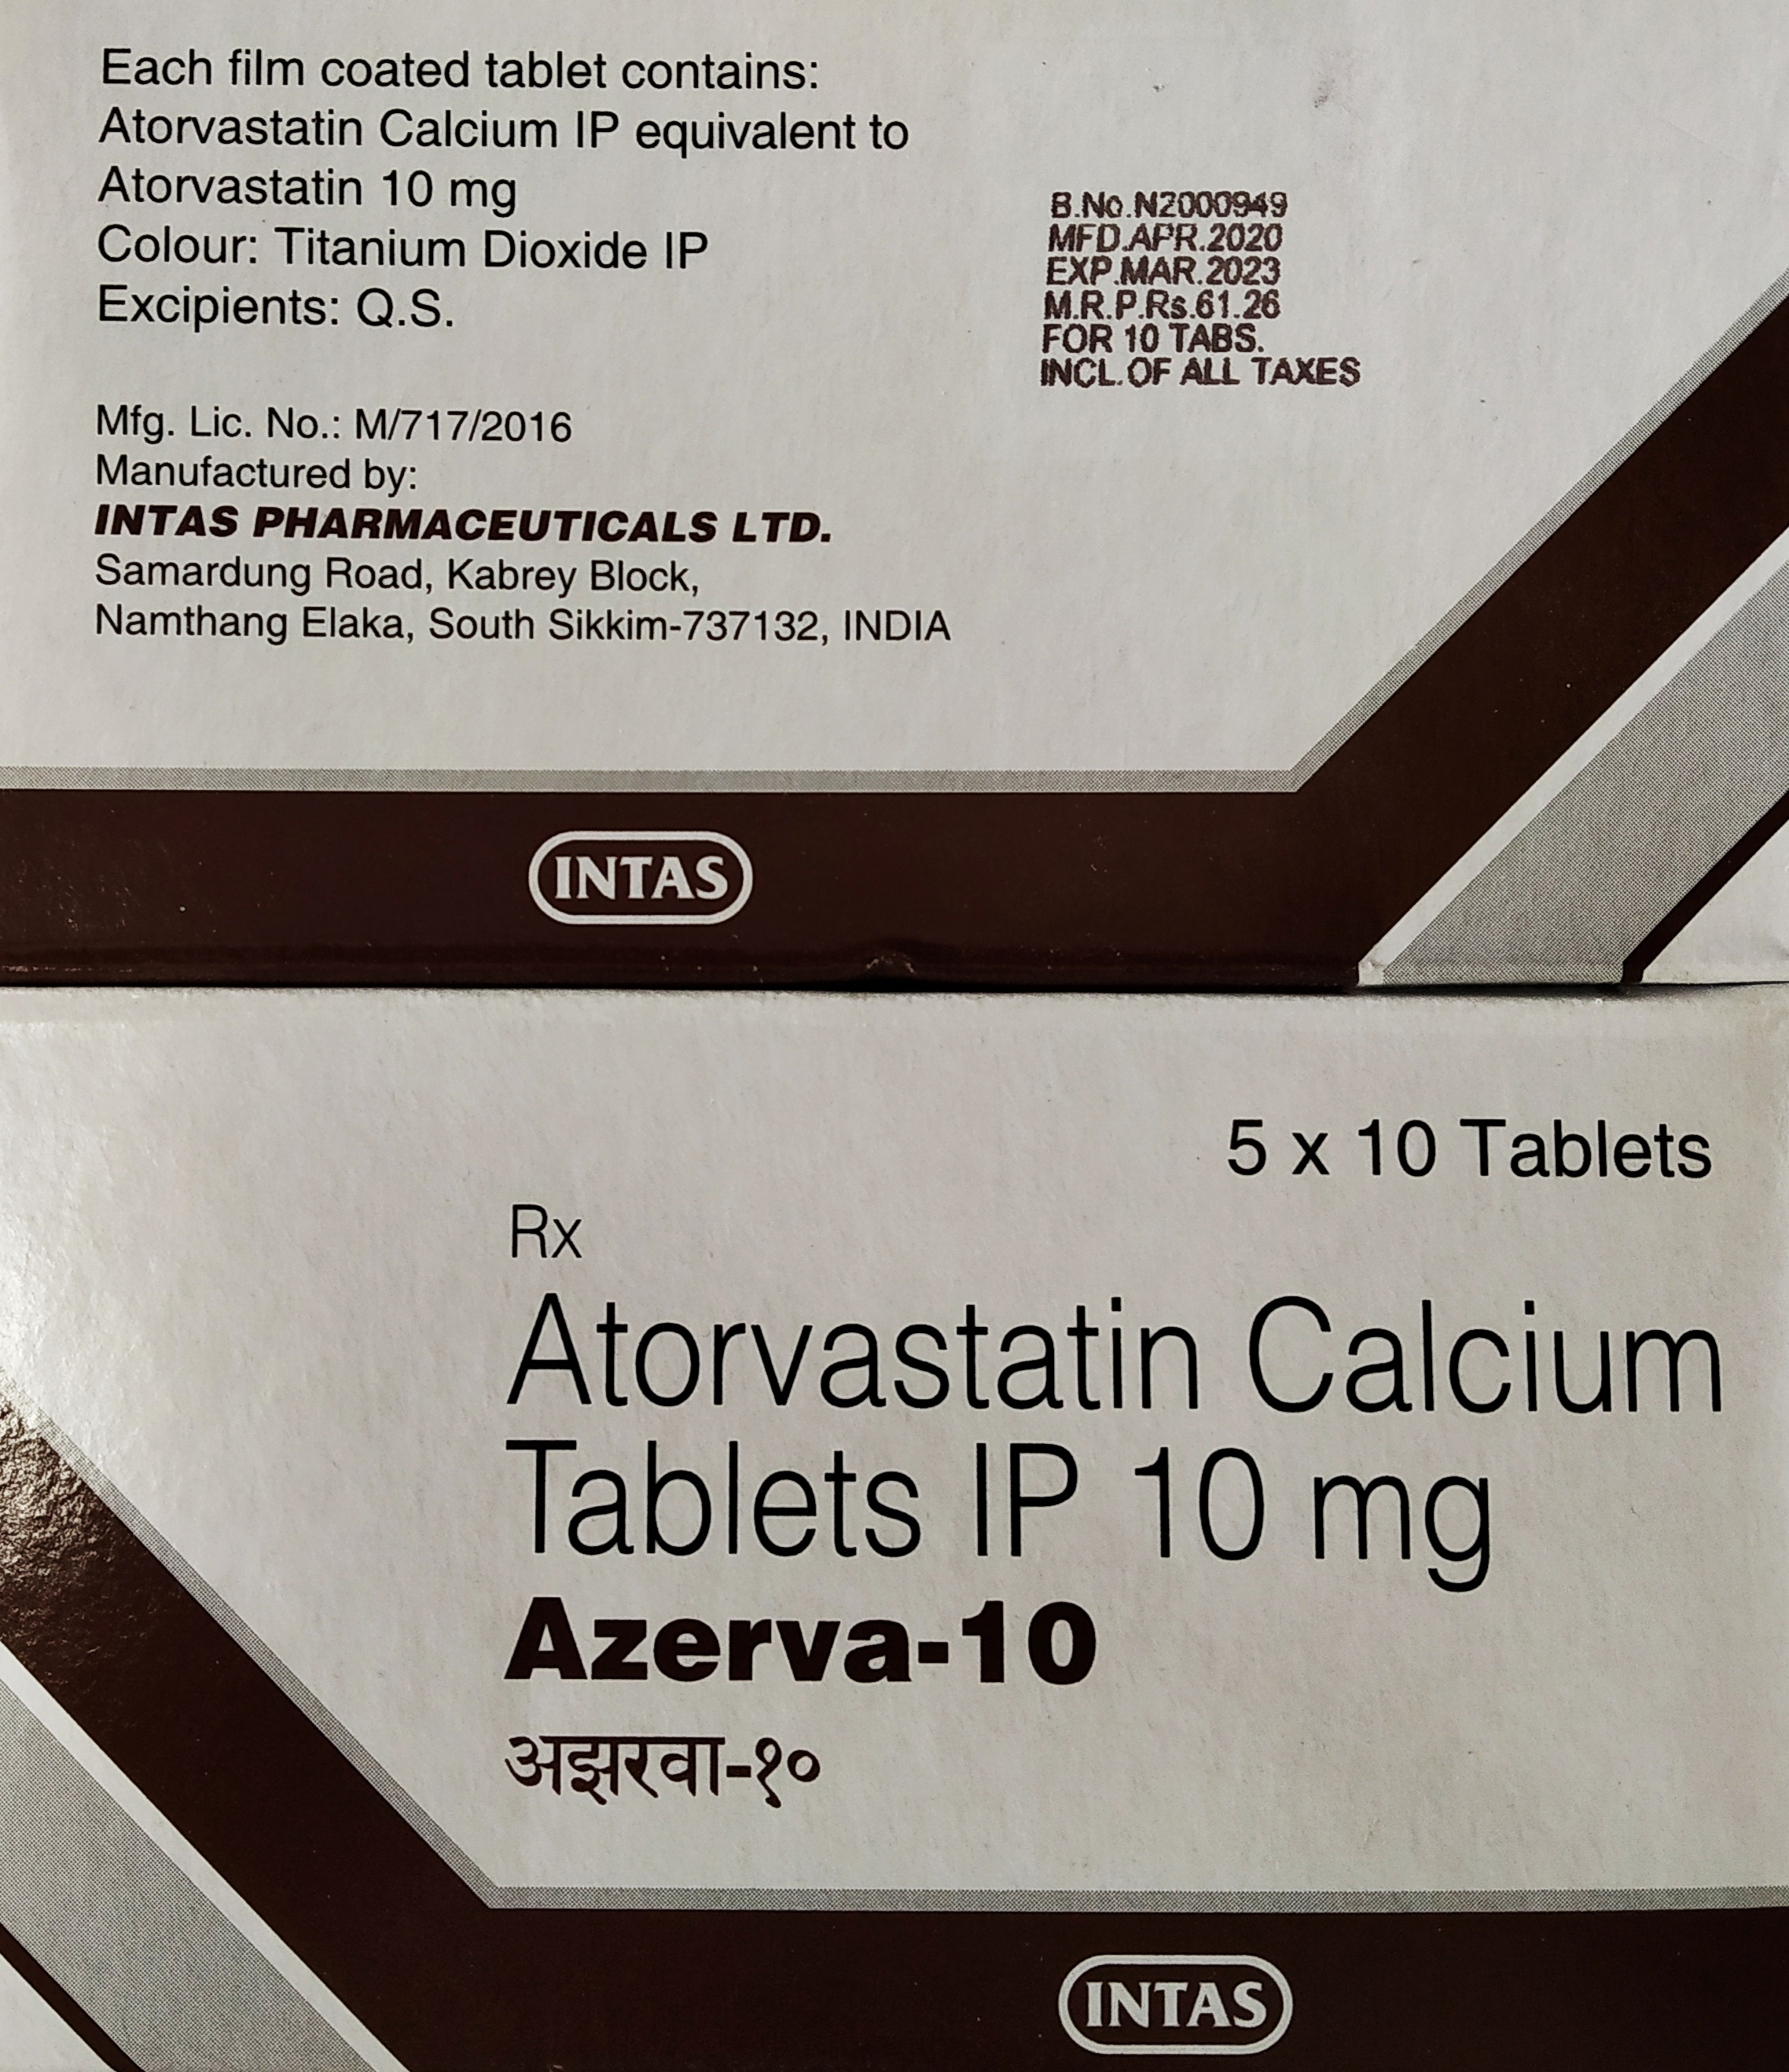 Each film coated tablet contains:
Atorvastatin Calcium IP equivalent to
Atorvastatin 10 mg
Colour: Titanium Dioxide IP
Excipients: Q.S.
B.No.N2000949
MFD.APR.2020
EXP.MAR.2023
M.R.P.Rs.61.26
FOR 10 TABS.
INCL.OF ALL TAXES
Mfg. Lic. No.: M/717/2016
Manufactured by:
INTAS PHARMACEUTICALS LTD.
Samardung Road, Kabrey Block,
Namthang Elaka, South Sikkim-737132, INDIA
INTAS
5 x 10 Tablets
Rx
Atorvastatin Calcium
Tablets IP 10 mg
Azerva-10
अझरवा-१०
INTAS